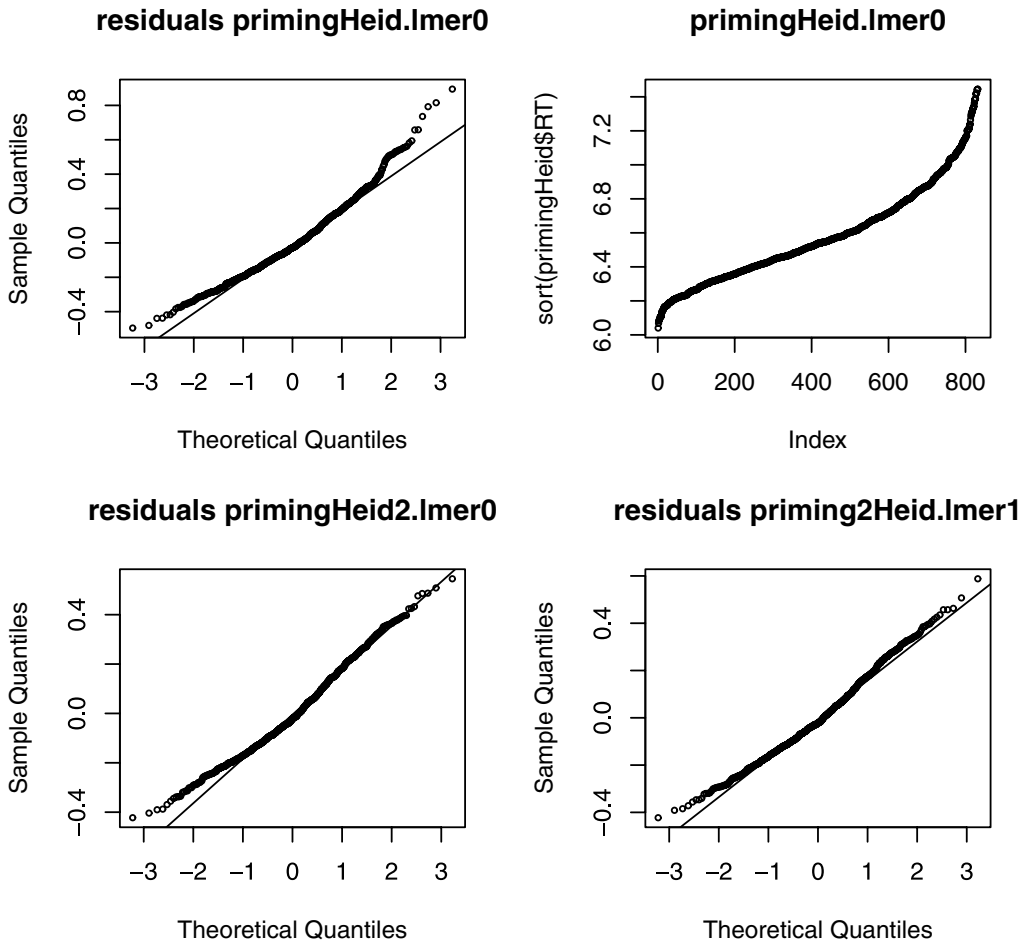 residuals primingHeid.lmer0
Sample Quantiles
−0.4 0.0 0.4 0.8
−3 −2 −1 0 1 2 3
Theoretical Quantiles
primingHeid.lmer0
sort(primingHeid$RT)
6.0 6.4 6.8 7.2
0 200 400 600 800
Index
residuals primingHeid2.lmer0
Sample Quantiles
−0.4 0.0 0.4
−3 −2 −1 0 1 2 3
Theoretical Quantiles
residuals priming2Heid.lmer1
Sample Quantiles
−0.4 0.0 0.4
−3 −2 −1 0 1 2 3
Theoretical Quantiles